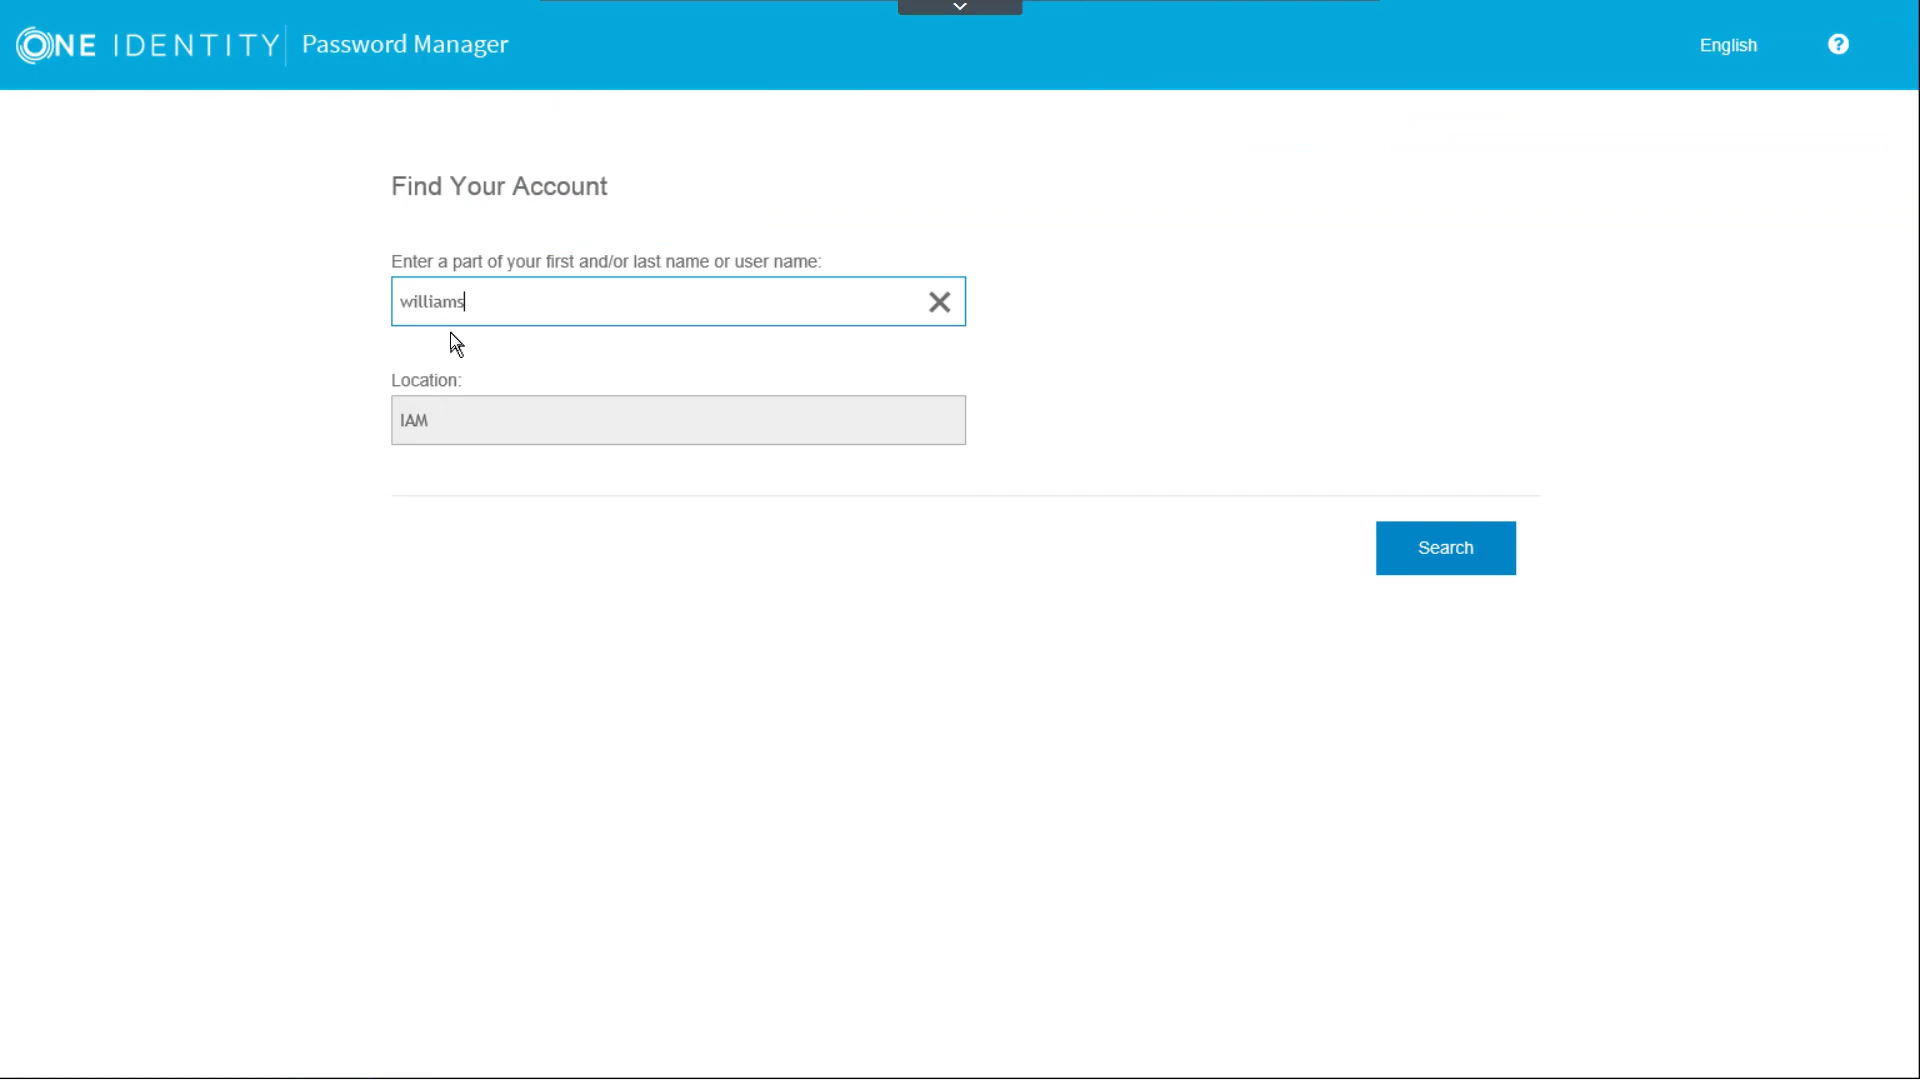 ONE IDENTITY Password Manager
English
?
Find Your Account
Enter a part of your first and/or last name or user name:
williams
Location:
IAM
Search